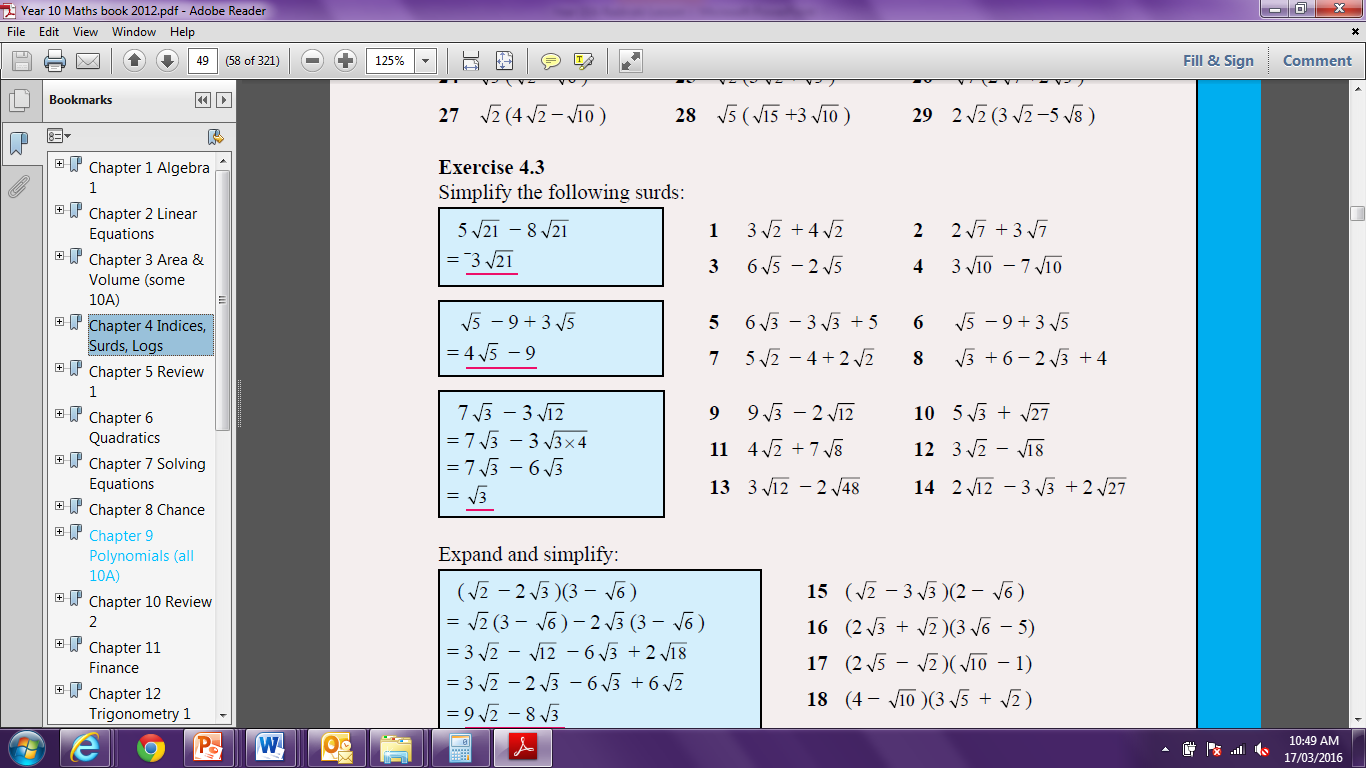 Year 10 Maths book 2012.pdf - Adobe Reader
File Edit View Window Help
49 (58 of 321) 125% Fill & Sign Comment
Bookmarks
Chapter 1 Algebra
1
Chapter 2 Linear
Equations
Chapter 3 Area &
Volume (some
10A)
Chapter 4 Indices,
Surds, Logs
Chapter 5 Review
1
Chapter 6
Quadratics
Chapter 7 Solving
Equations
Chapter 8 Chance
Chapter 9
Polynomials (all
10A)
Chapter 10 Review
2
Chapter 11
Finance
Chapter 12
Trigonometry 1
27 √2 (4√2 − √10 ) 28 √5 ( √15 +3√10 ) 29 2√2 (3√2 −5√8 )
Exercise 4.3
Simplify the following surds:
5√21 − 8√21
= ⁻3√21
1 3√2 + 4√2 2 2√7 + 3√7
3 6√5 − 2√5 4 3√10 − 7√10
√5 − 9 + 3√5
= 4√5 − 9
5 6√3 − 3√3 + 5 6 √5 − 9 + 3√5
7 5√2 − 4 + 2√2 8 √3 + 6 − 2√3 + 4
7√3 − 3√12
= 7√3 − 3√3×4
= 7√3 − 6√3
= √3
9 9√3 − 2√12 10 5√3 + √27
11 4√2 + 7√8 12 3√2 − √18
13 3√12 − 2√48 14 2√12 − 3√3 + 2√27
Expand and simplify:
(√2 − 2√3 )(3 − √6 )
= √2 (3 − √6 ) − 2√3 (3 − √6 )
= 3√2 − √12 − 6√3 + 2√18
= 3√2 − 2√3 − 6√3 + 6√2
= 9√2 − 8√3
15 (√2 − 3√3 )(2 − √6 )
16 (2√3 + √2 )(3√6 − 5)
17 (2√5 − √2 )(√10 − 1)
18 (4 − √10 )(3√5 + √2 )
10:49 AM
17/03/2016